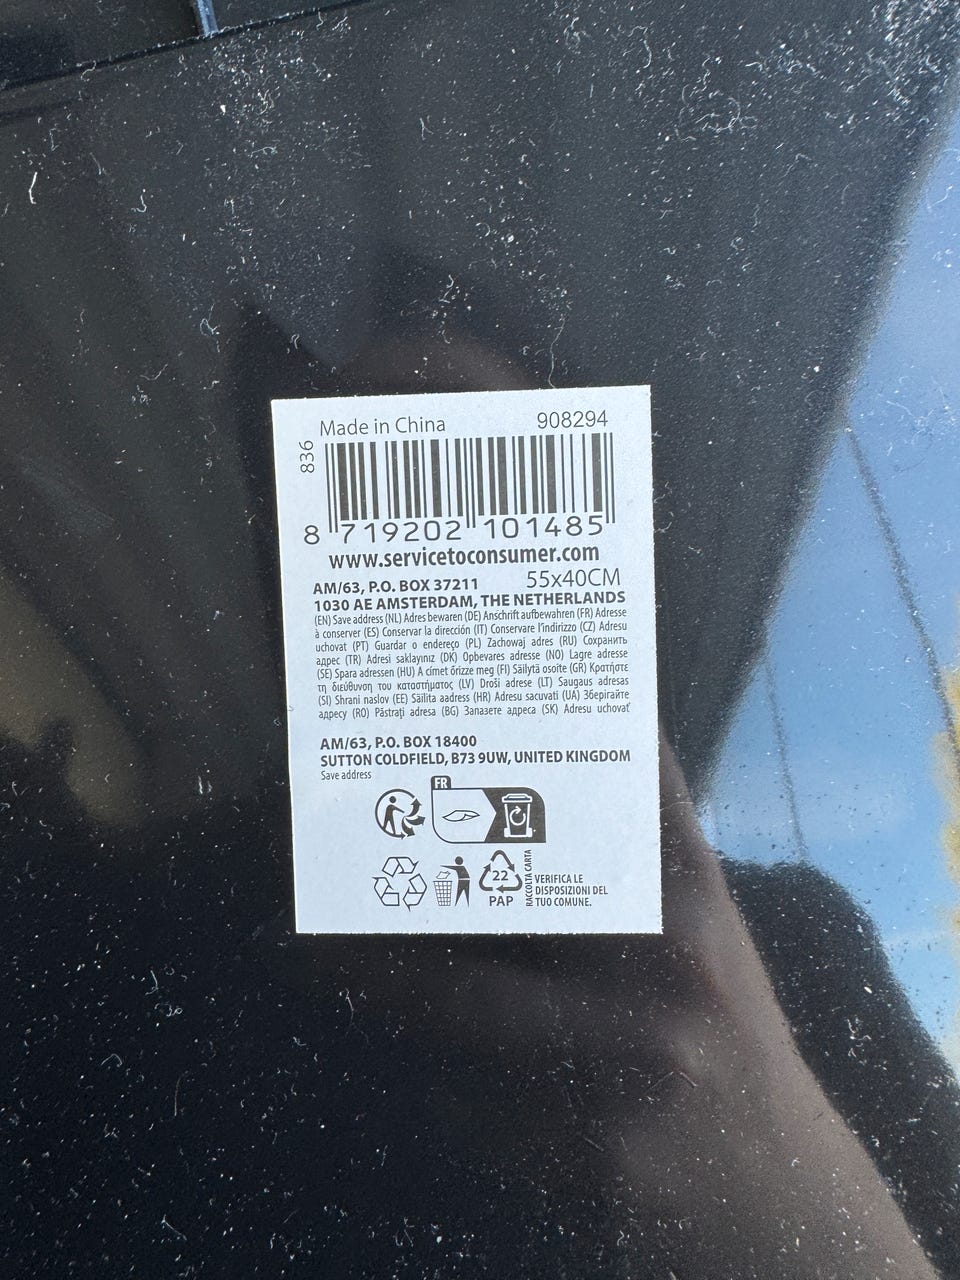 Made in China 908294
836
8 719202 101485
www.servicetoconsumer.com
AM/63, P.O. BOX 37211 55x40CM
1030 AE AMSTERDAM, THE NETHERLANDS
(EN) Save address (NL) Adres bewaren (DE) Anschrift aufbewahren (FR) Adresse
à conserver (ES) Conservar la dirección (IT) Conservare l'indirizzo (CZ) Adresu
uchovat (PT) Guardar o endereço (PL) Zachowaj adres (RU) Сохранить
адрес (TR) Adresi saklayınız (DK) Opbevares adresse (NO) Lagre adresse
(SE) Spara adressen (HU) A címet őrizze meg (FI) Säilytä osoite (GR) Κρατήστε
τη διεύθυνση του καταστήματος (LV) Droši adrese (LT) Saugaus adresas
(SI) Shrani naslov (EE) Säilita aadress (HR) Adresu sacuvati (UA) Зберігайте
адресу (RO) Păstrați adresa (BG) Запазете адреса (SK) Adresu uchovať
AM/63, P.O. BOX 18400
SUTTON COLDFIELD, B73 9UW, UNITED KINGDOM
Save address
FR
22
PAP
RACCOLTA CARTA
VERIFICA LE
DISPOSIZIONI DEL
TUO COMUNE.